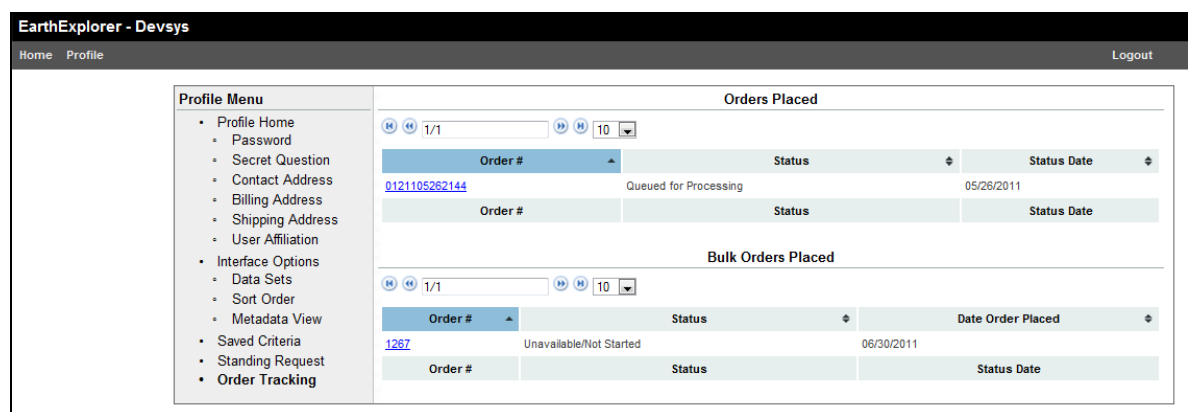 EarthExplorer - Devsys
Home Profile Logout
Profile Menu
Profile Home
Password
Secret Question
Contact Address
Billing Address
Shipping Address
User Affiliation
Interface Options
Data Sets
Sort Order
Metadata View
Saved Criteria
Standing Request
Order Tracking
Orders Placed
1/1 10
Order # Status Status Date
0121105262144 Queued for Processing 05/26/2011
Order # Status Status Date
Bulk Orders Placed
1/1 10
Order # Status Date Order Placed
1267 Unavailable/Not Started 06/30/2011
Order # Status Status Date